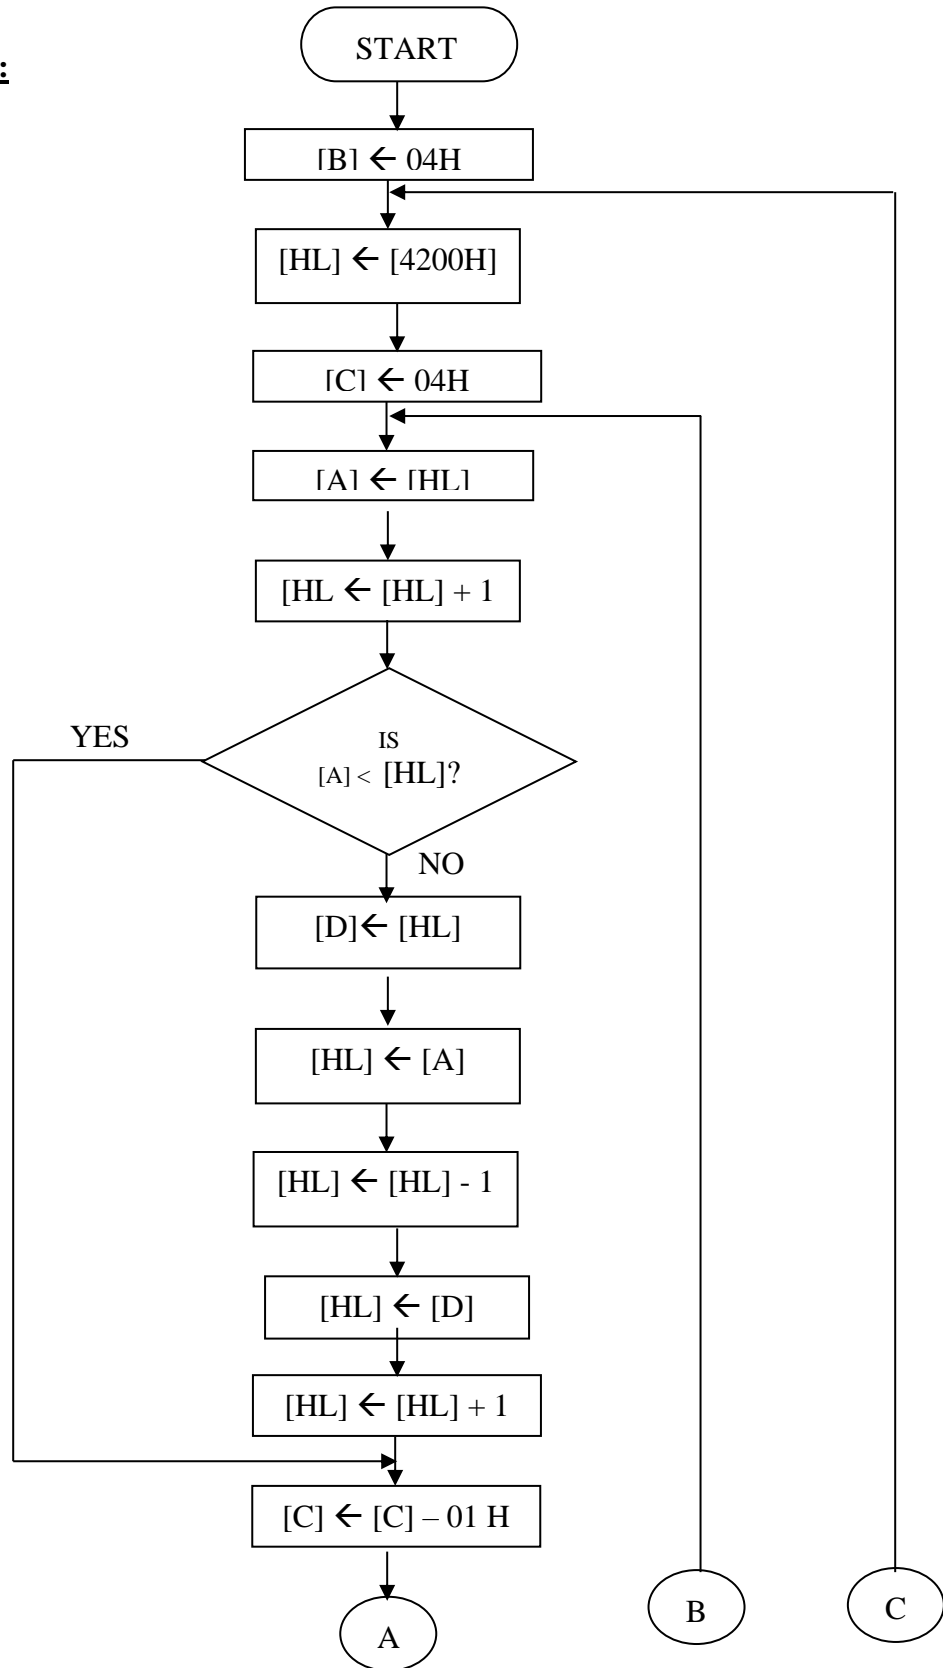 :
START
[B] ← 04H
[HL] ← [4200H]
[C] ← 04H
[A] ← [HL]
[HL ← [HL] + 1
YES
IS
[A] < [HL]?
NO
[D]← [HL]
[HL] ← [A]
[HL] ← [HL] - 1
[HL] ← [D]
[HL] ← [HL] + 1
[C] ← [C] – 01 H
A
B
C